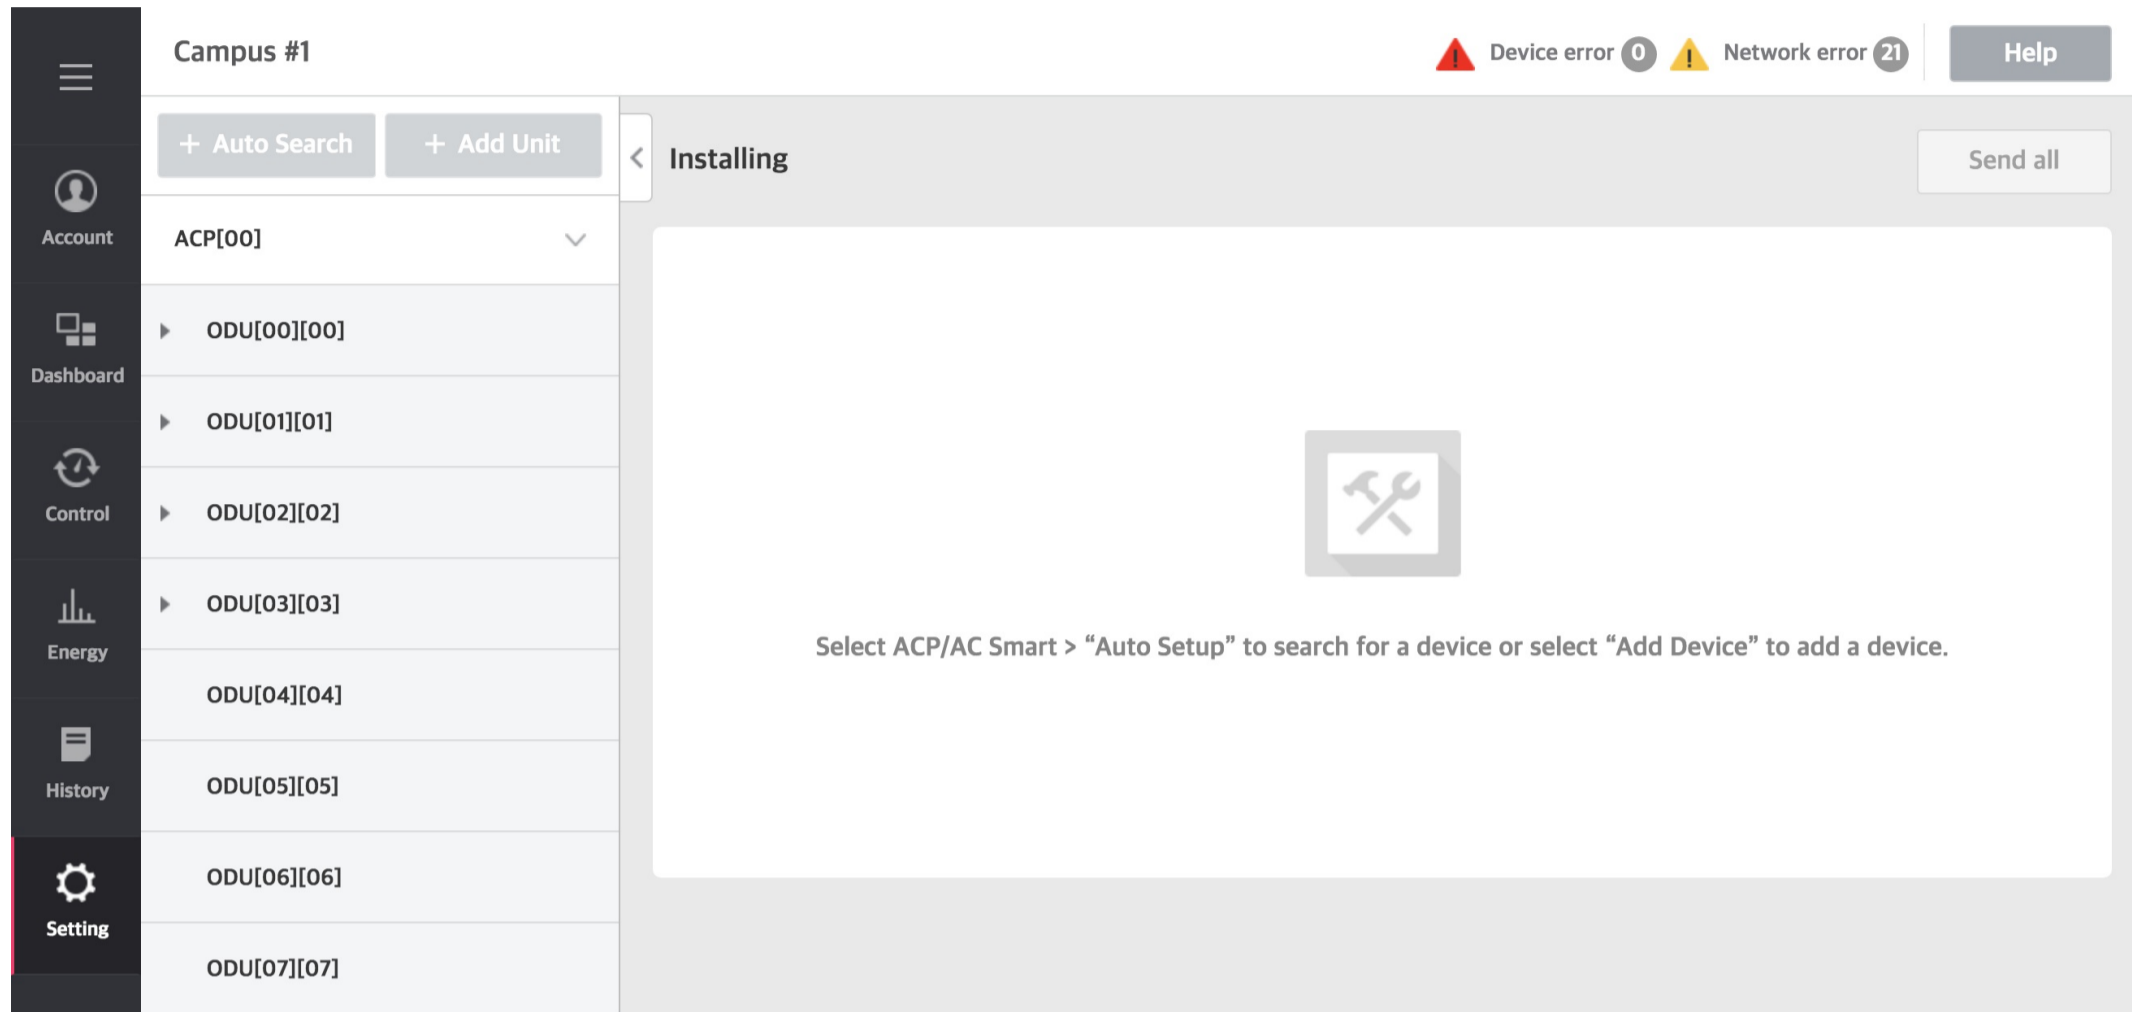 Campus #1
Device error 0
Network error 21
Help
+ Auto Search
+ Add Unit
Installing
Send all
Account
Dashboard
Control
Energy
History
Setting
ACP[00]
ODU[00][00]
ODU[01][01]
ODU[02][02]
ODU[03][03]
ODU[04][04]
ODU[05][05]
ODU[06][06]
ODU[07][07]
Select ACP/AC Smart > “Auto Setup” to search for a device or select “Add Device” to add a device.